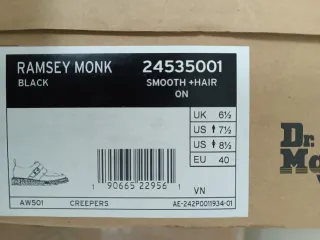 RAMSEY MONK 24535001
BLACK SMOOTH +HAIR
ON
UK 6½
US 7½
US 8½
EU 40
1 90665 22956 1
VN
AW501 CREEPERS AE-242P0011934-01
Dr.